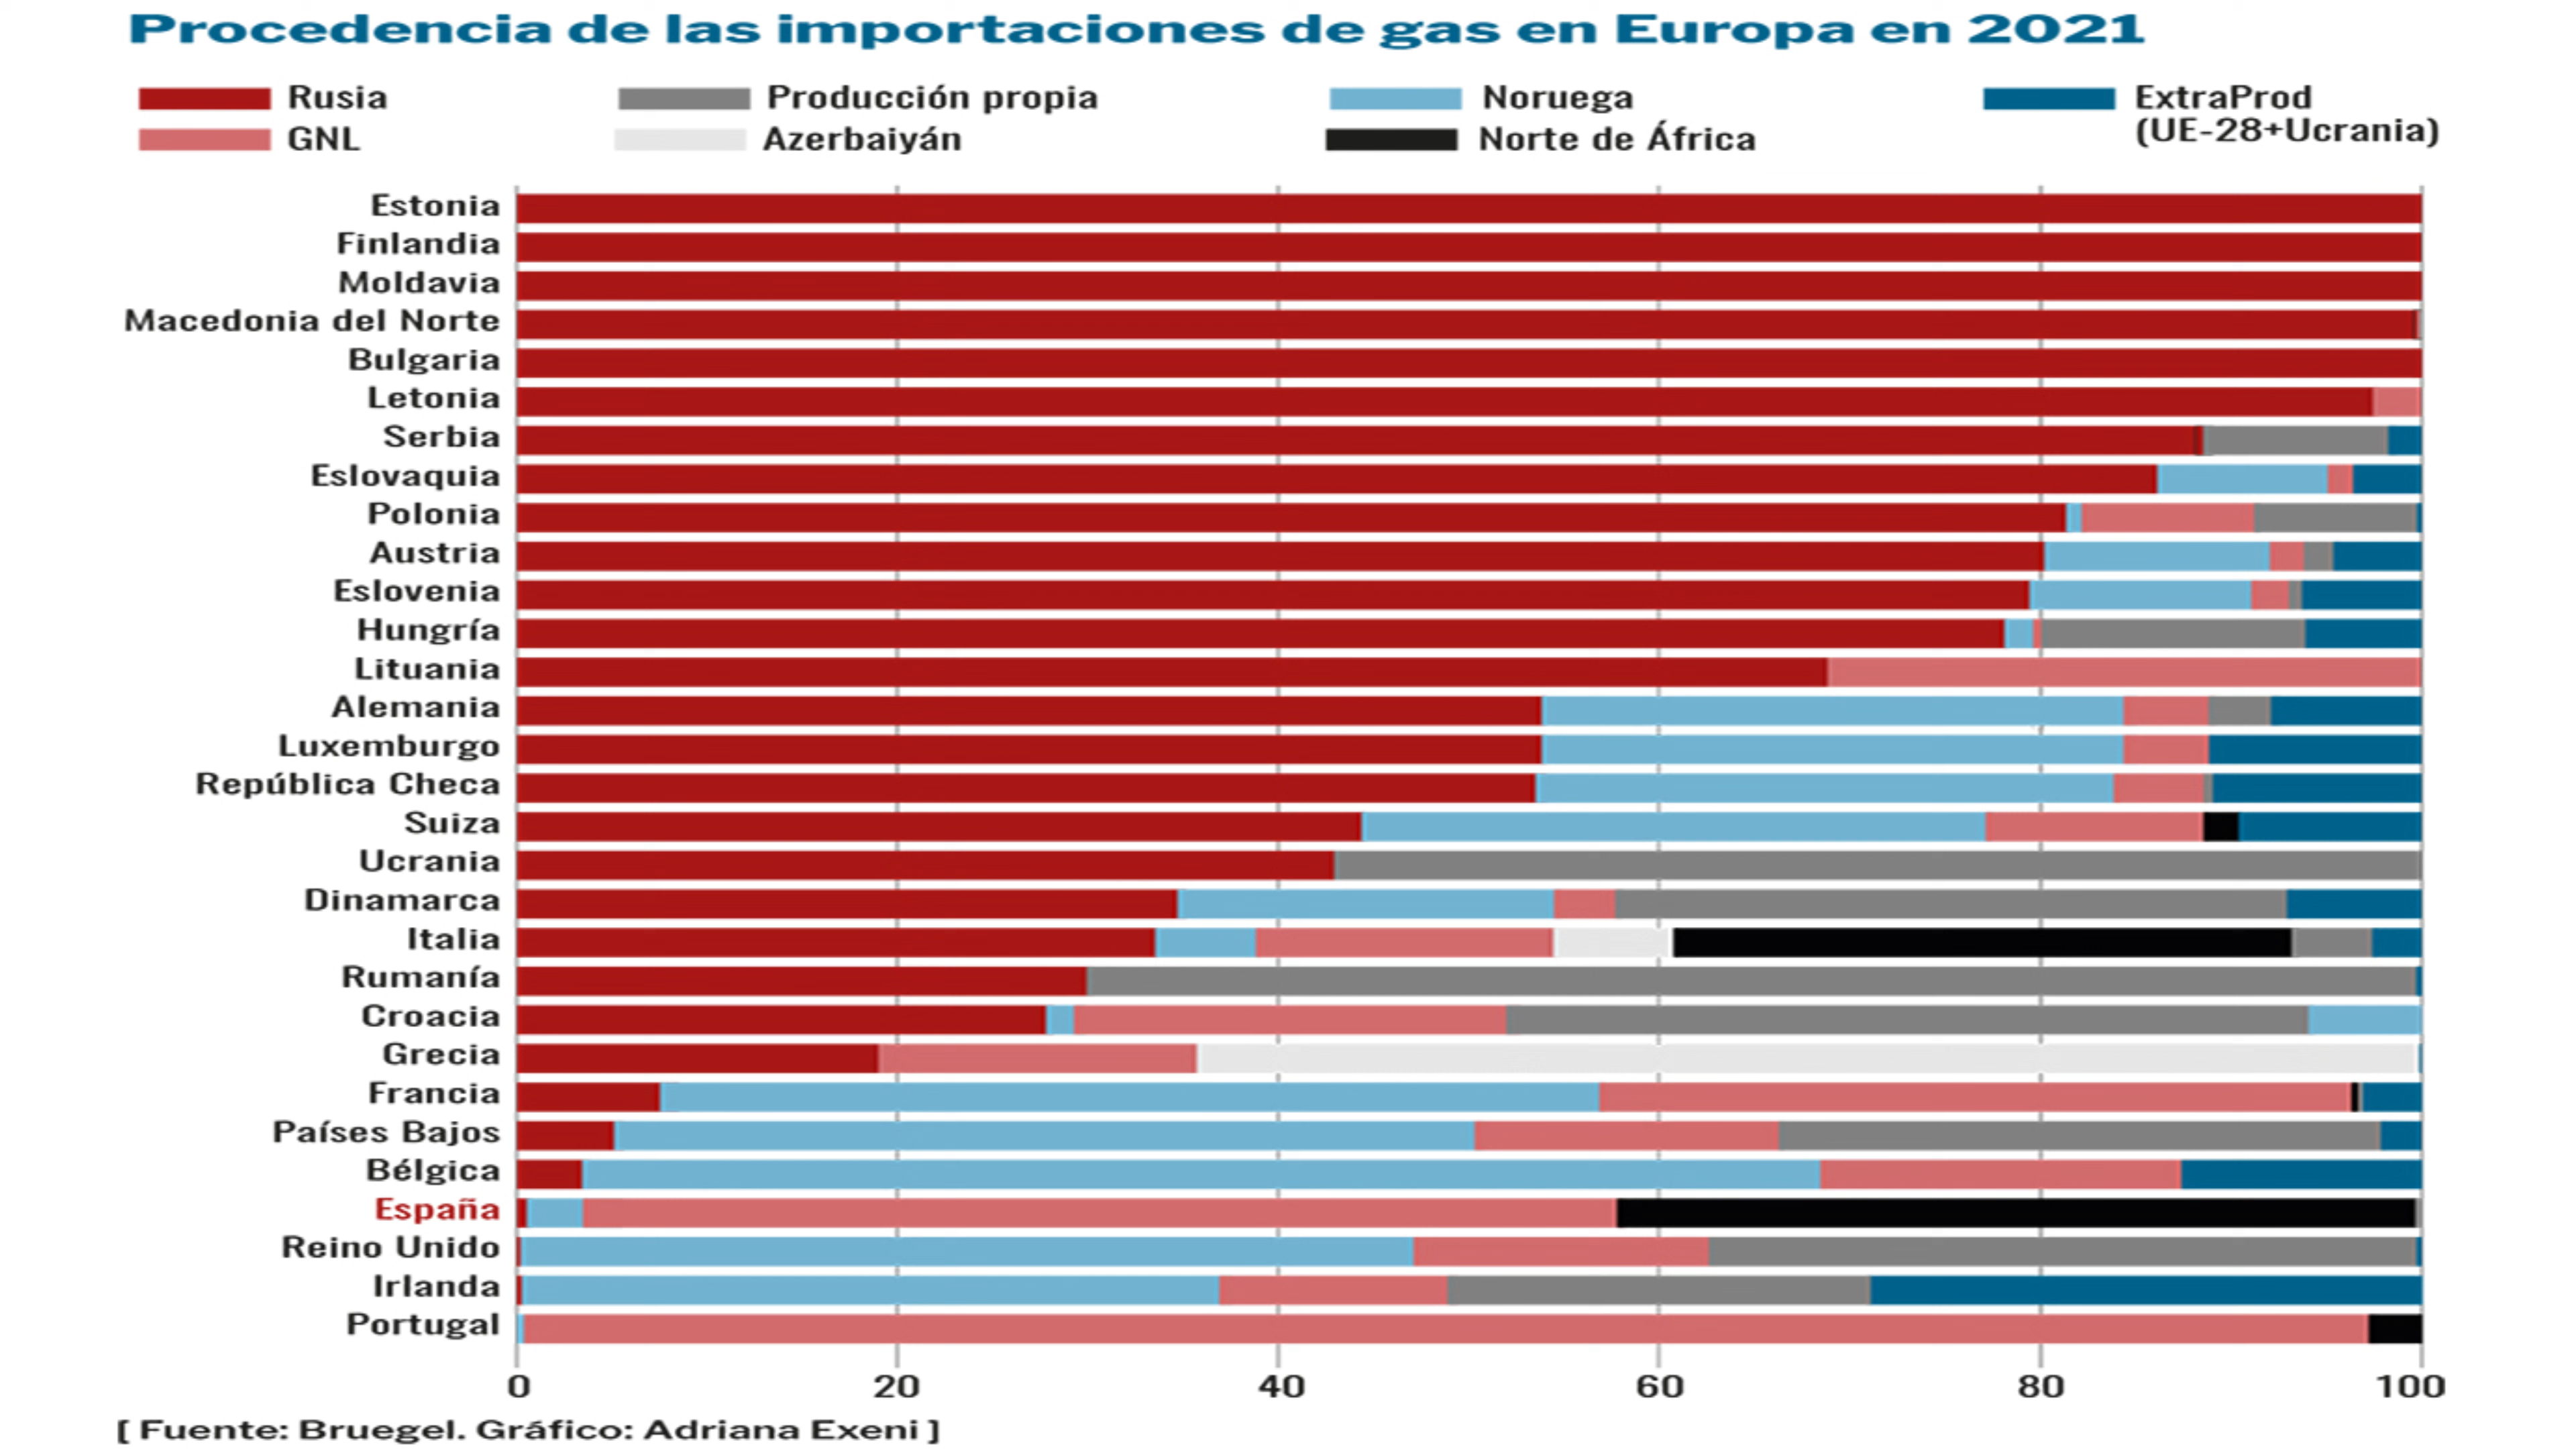 Procedencia de las importaciones de gas en Europa en 2021
Rusia
Producción propia
Noruega
ExtraProd
(UE-28+Ucrania)
GNL
Azerbaiyán
Norte de África
Estonia
Finlandia
Moldavia
Macedonia del Norte
Bulgaria
Letonia
Serbia
Eslovaquia
Polonia
Austria
Eslovenia
Hungría
Lituania
Alemania
Luxemburgo
República Checa
Suiza
Ucrania
Dinamarca
Italia
Rumanía
Croacia
Grecia
Francia
Países Bajos
Bélgica
España
Reino Unido
Irlanda
Portugal
0 20 40 60 80 100
[ Fuente: Bruegel. Gráfico: Adriana Exeni ]